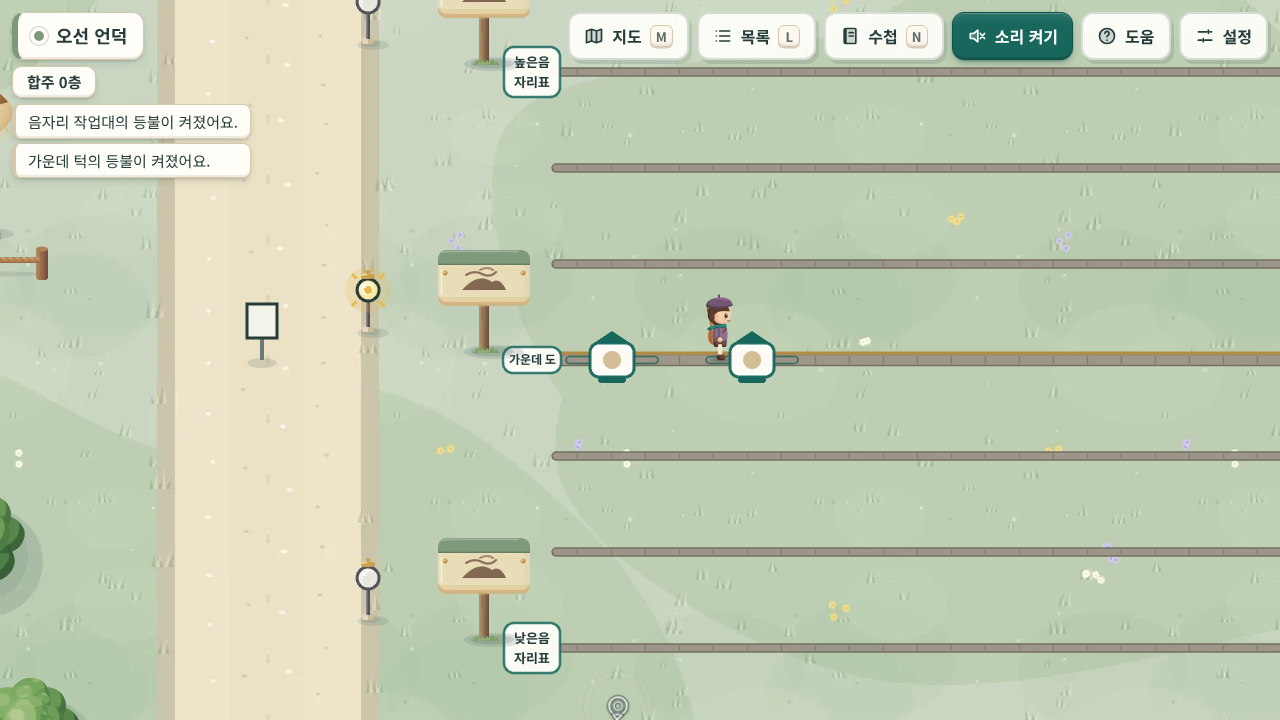 오선 언덕
지도 M
목록 L
수첩 N
소리 켜기
도움
설정
합주 0층
음자리 작업대의 등불이 켜졌어요.
가운데 턱의 등불이 켜졌어요.
높은음
자리표
가운데 도
낮은음
자리표